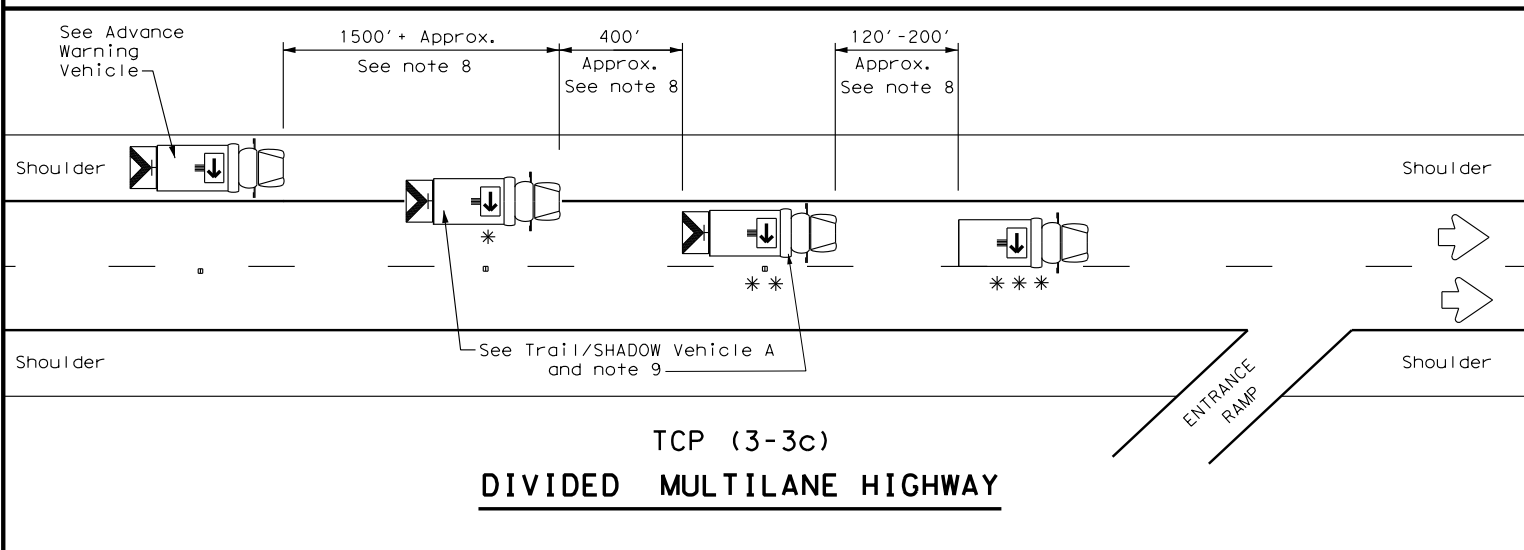 See Advance
Warning
Vehicle
1500'+ Approx.
See note 8
400'
Approx.
See note 8
120'-200'
Approx.
See note 8
Shoulder
Shoulder
*
* *
* * *
See Trail/SHADOW Vehicle A
and note 9
Shoulder
Shoulder
ENTRANCE
RAMP
TCP (3-3c)
DIVIDED MULTILANE HIGHWAY